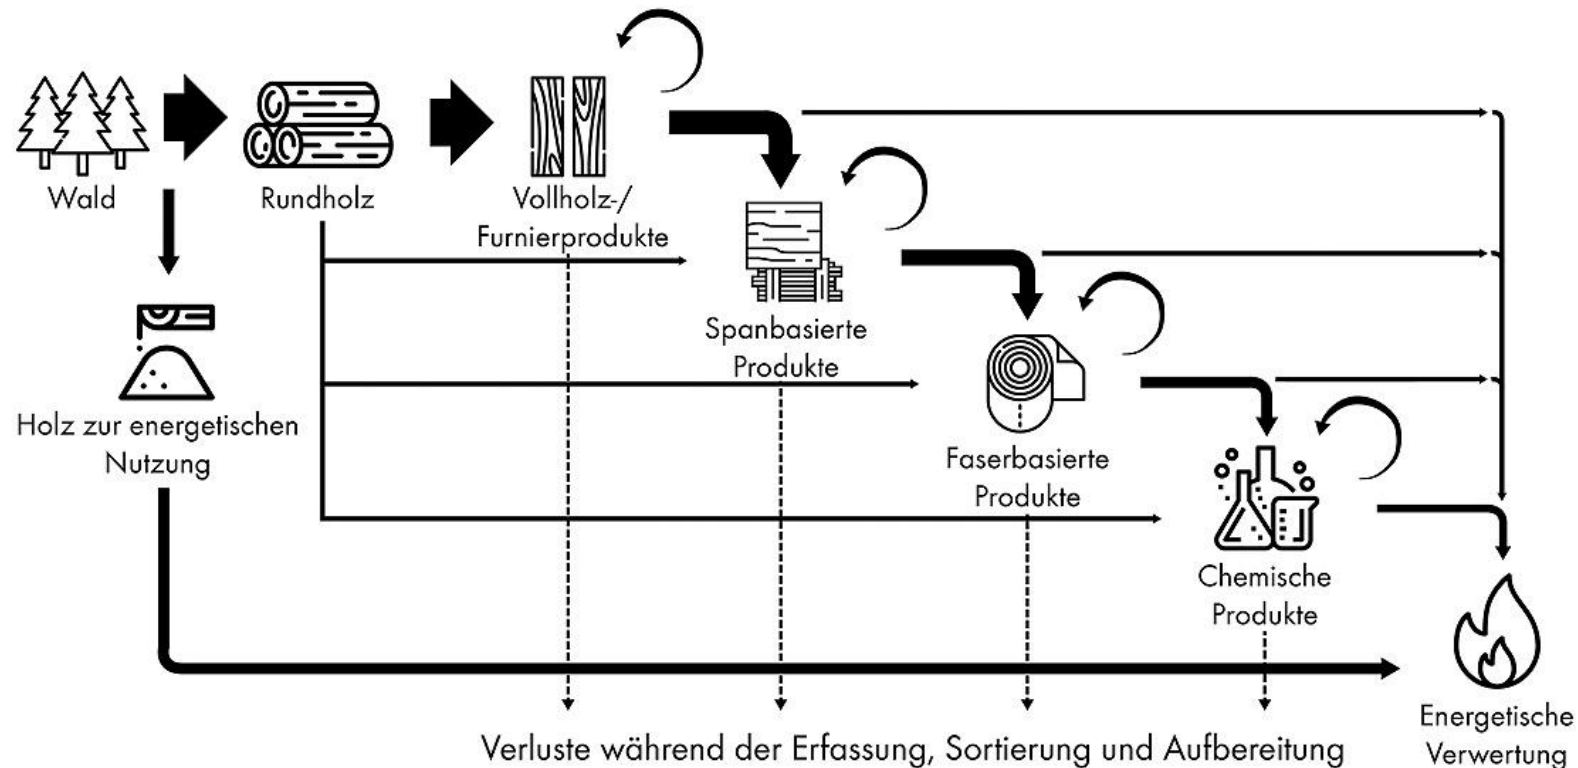 Wald
Rundholz
Vollholz-/
Furnierprodukte
Spanbasierte
Produkte
Holz zur energetischen
Nutzung
Faserbasierte
Produkte
Chemische
Produkte
Energetische
Verwertung
Verluste während der Erfassung, Sortierung und Aufbereitung